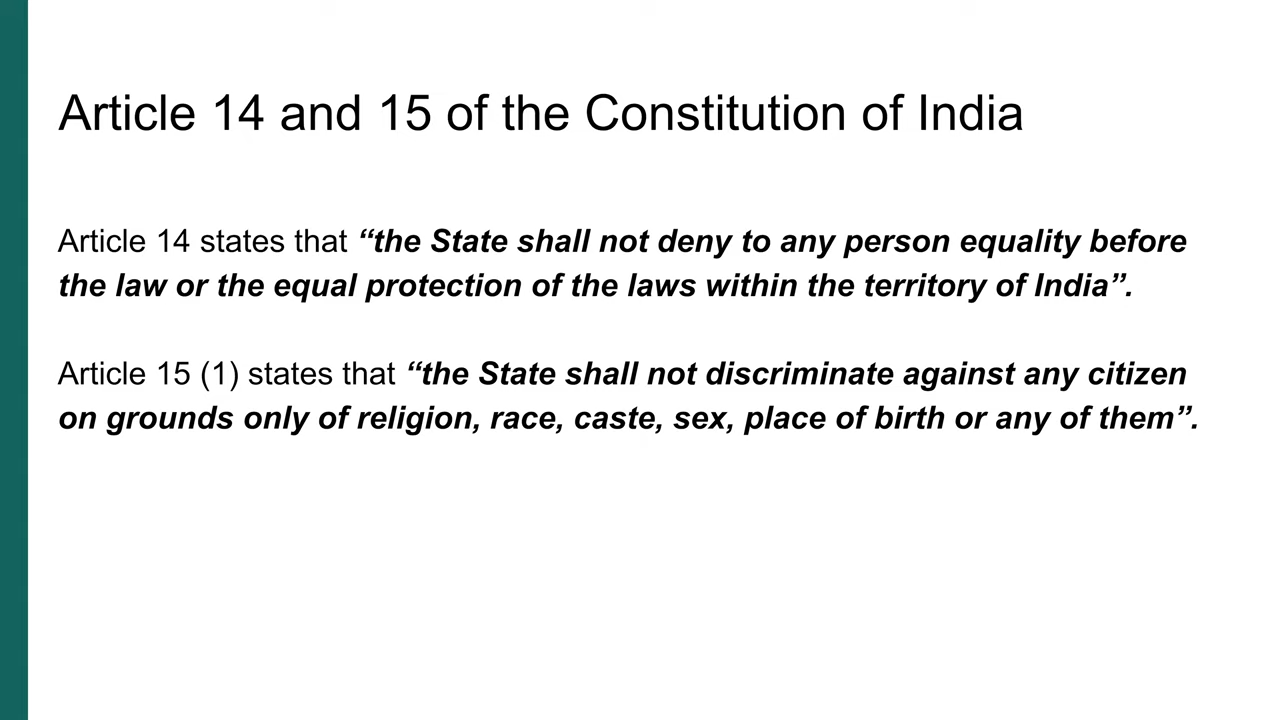 Article 14 and 15 of the Constitution of India
Article 14 states that “the State shall not deny to any person equality before
the law or the equal protection of the laws within the territory of India”.
Article 15 (1) states that “the State shall not discriminate against any citizen
on grounds only of religion, race, caste, sex, place of birth or any of them”.